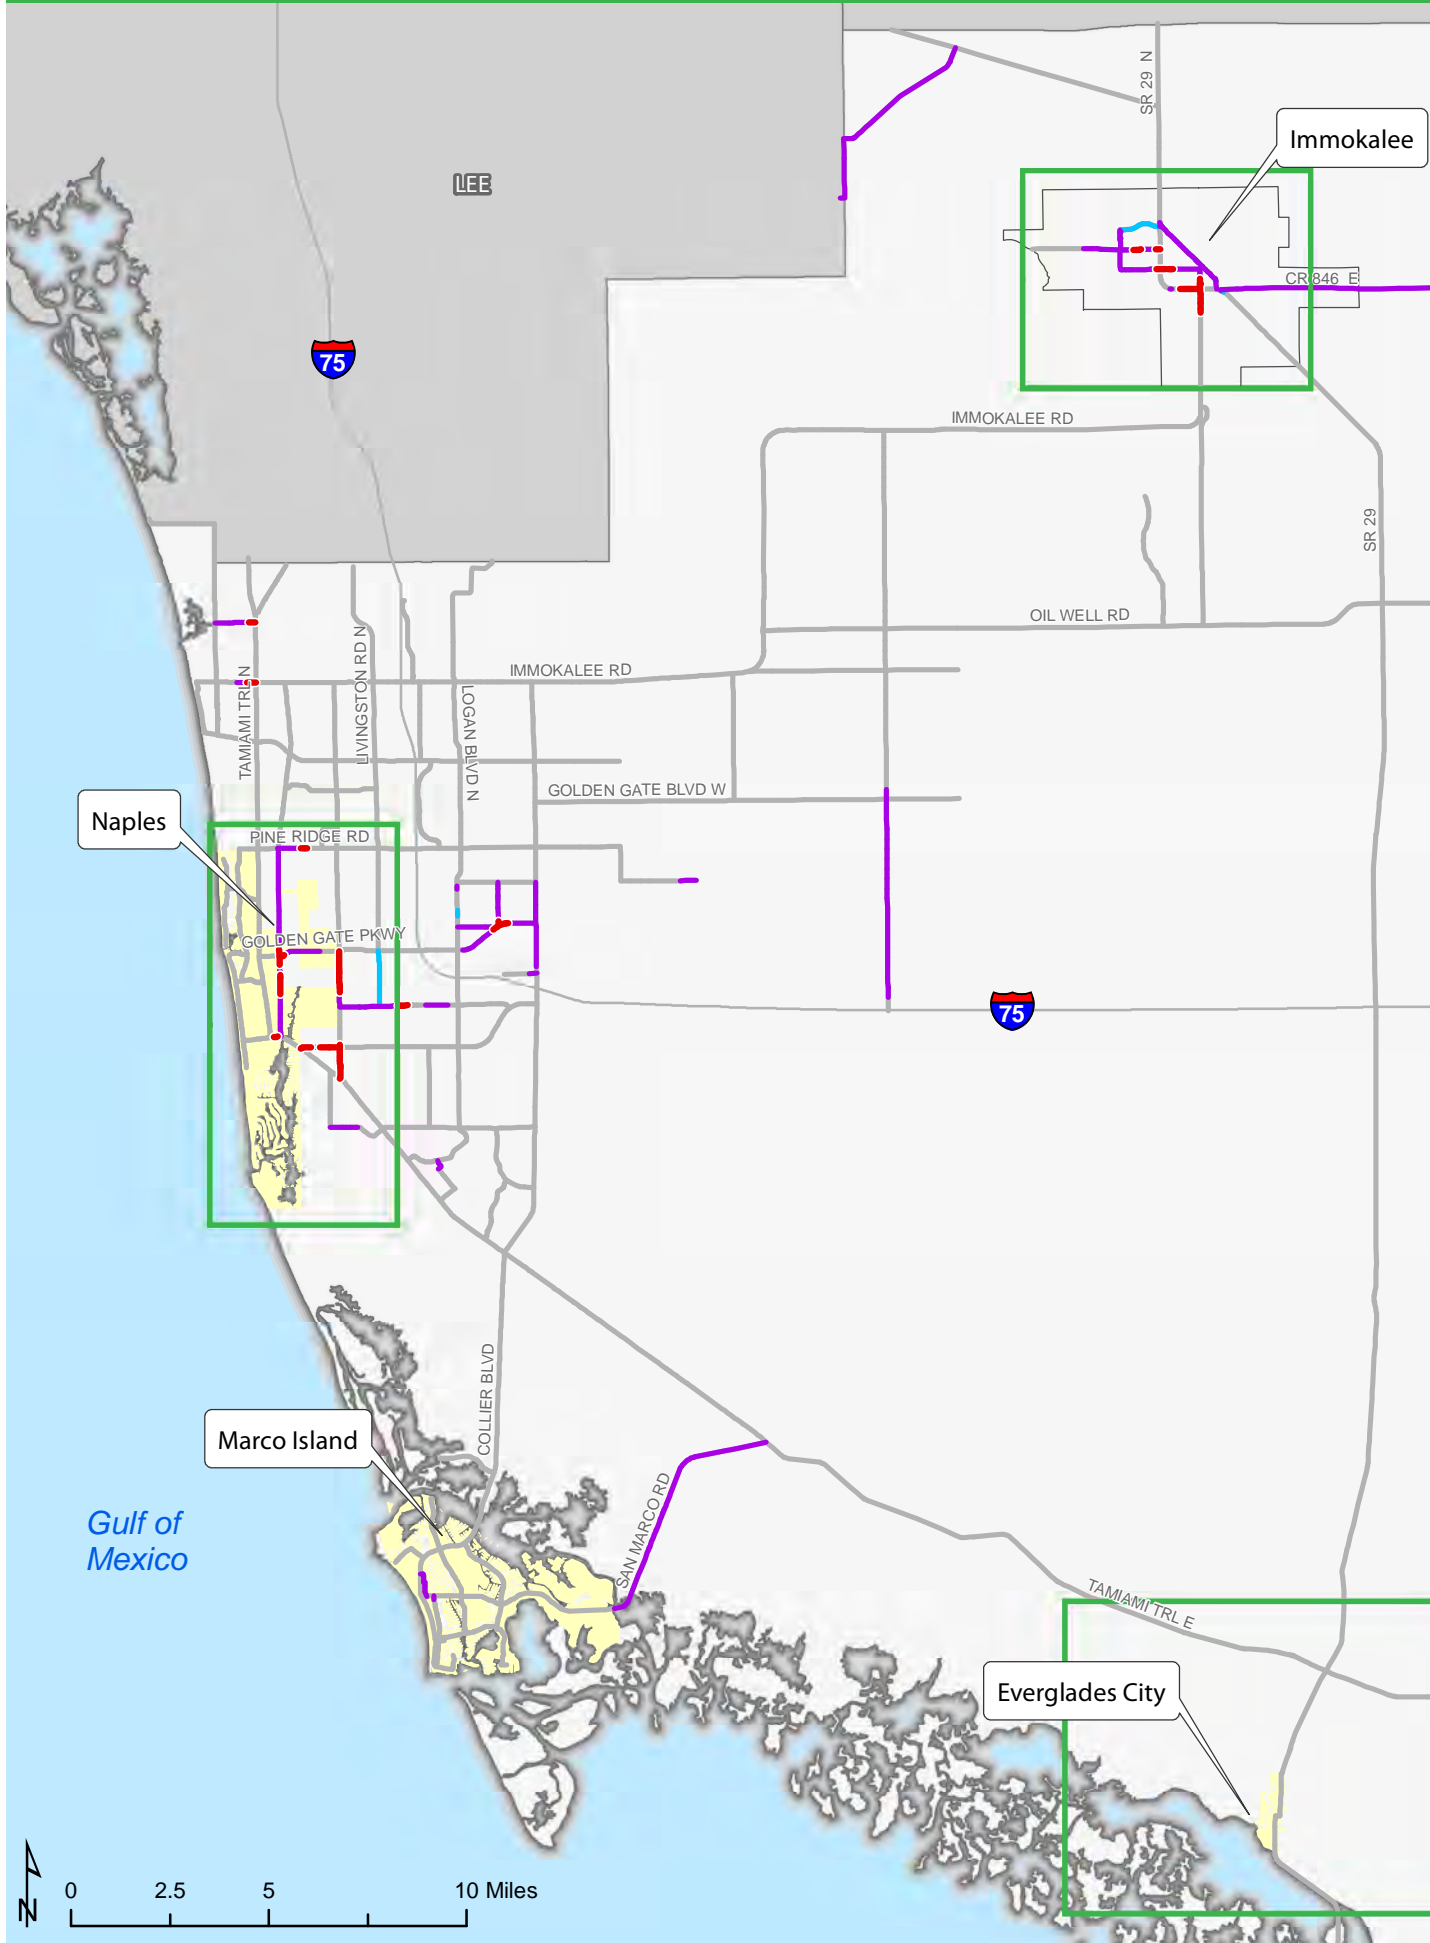 SR 29 N
Immokalee
LEE
CR 846 E
75
IMMOKALEE RD
SR 29
OIL WELL RD
IMMOKALEE RD
TAMIAMI TRL N
LIVINGSTON RD N
LOGAN BLVD N
GOLDEN GATE BLVD W
Naples
PINE RIDGE RD
GOLDEN GATE PKWY
75
COLLIER BLVD
Marco Island
SAN MARCO RD
Gulf of
Mexico
TAMIAMI TRL E
Everglades City
N
0 2.5 5 10 Miles